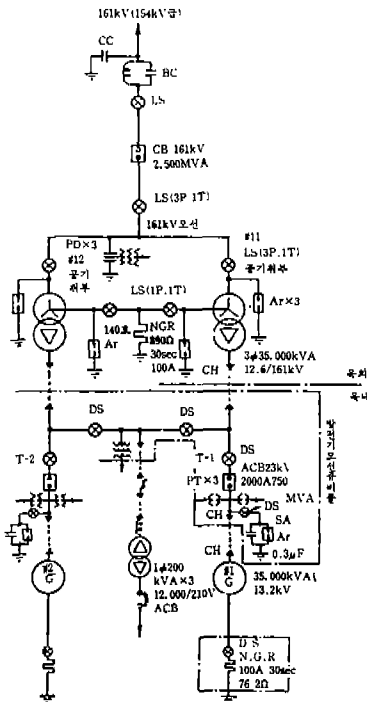 161kV(154kV급)
CC
BC
LS
CB 161kV
2.500MVA
LS(3P.1T)
161kV모선
PD×3
#12
공기
취부
#11
LS(3P.1T)
공기취부
LS(1P.1T)
Ar×3
140호
Ar
NGR
890Ω
30sec
100A
3φ35.000kVA
12.6/161kV
CH
옥외
옥내
DS
DS
DS
T-2
T-1
ACB23kV
2000A750
MVA
PT×3
DS
CH
SA
Ar
0.3μF
CH
#2
G
1φ200
kVA×3
12.000/210V
ACB
#1
G
35.000kVA
13.2kV
D S
N.G.R
100A 30sec
76 2Ω